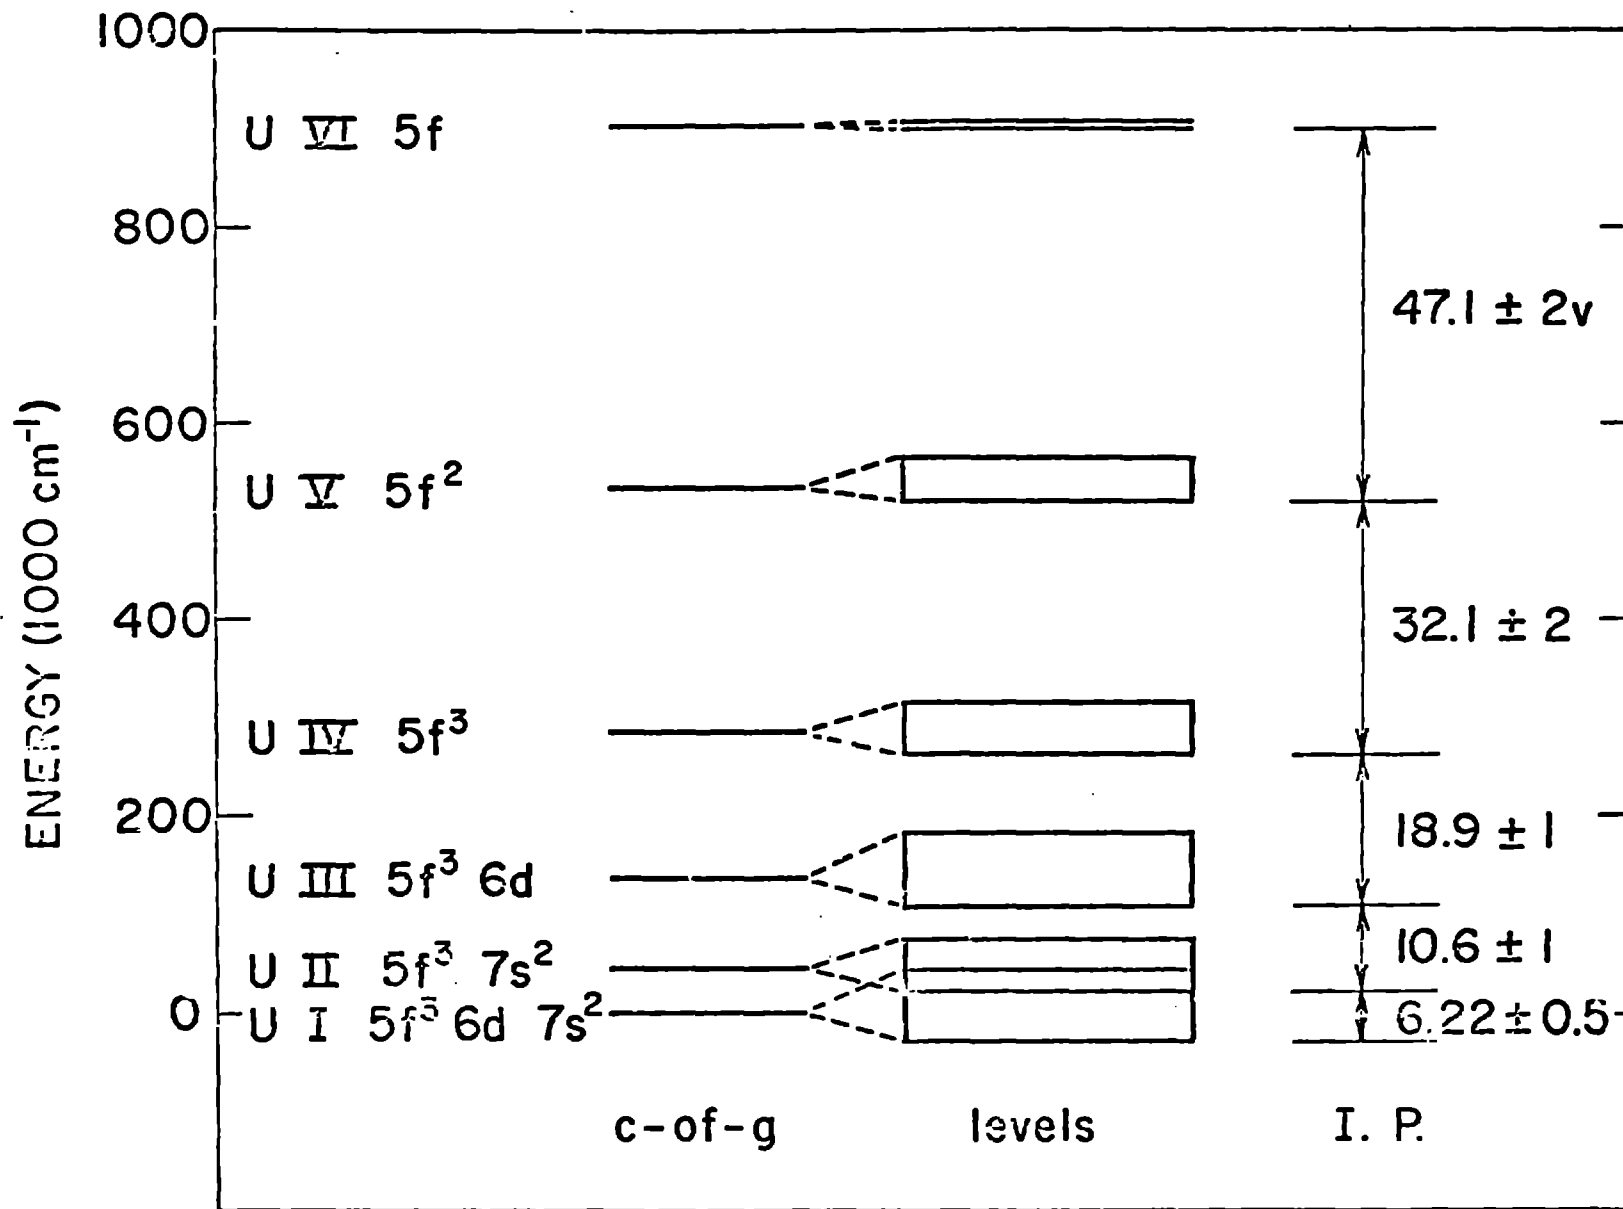 1000
U VI 5f
800
47.1 ± 2v
600
U V 5f²
ENERGY (1000 cm⁻¹)
400
32.1 ± 2
U IV 5f³
200
18.9 ± 1
U III 5f³ 6d
10.6 ± 1
U II 5f³ 7s²
0
U I 5f³ 6d 7s²
6.22±0.5
c-of-g levels I. P.